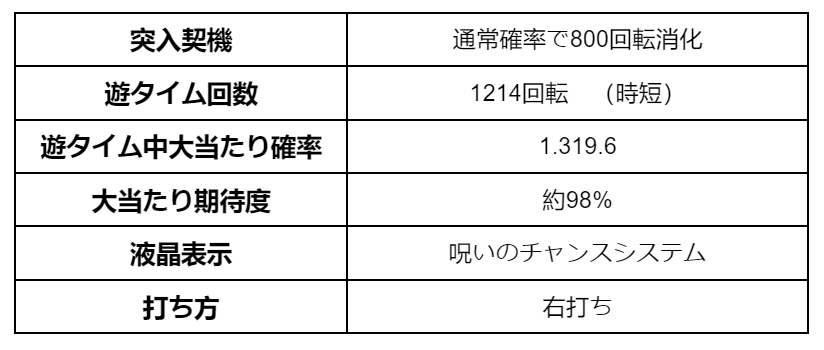 突入契機 通常確率で800回転消化
遊タイム回数 1214回転　（時短）
遊タイム中大当たり確率 1.319.6
大当たり期待度 約98%
液晶表示 呪いのチャンスシステム
打ち方 右打ち